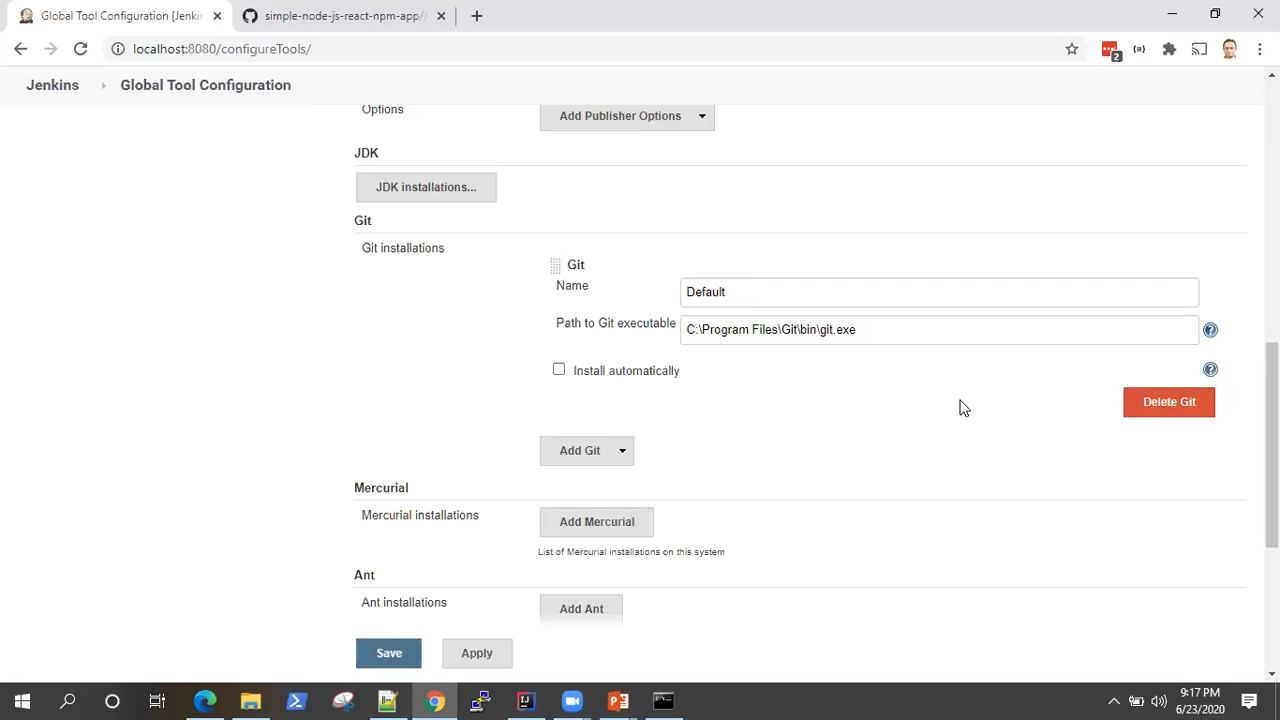 Global Tool Configuration [Jenki
simple-node-js-react-npm-app/J
localhost:8080/configureTools/
2
Jenkins
Global Tool Configuration
Options
Add Publisher Options
JDK
JDK installations...
Git
Git installations
Git
Name
Default
Path to Git executable
C:\Program Files\Git\bin\git.exe
Install automatically
Delete Git
Add Git
Mercurial
Mercurial installations
Add Mercurial
List of Mercurial installations on this system
Ant
Ant installations
Add Ant
Save
Apply
9:17 PM
6/23/2020